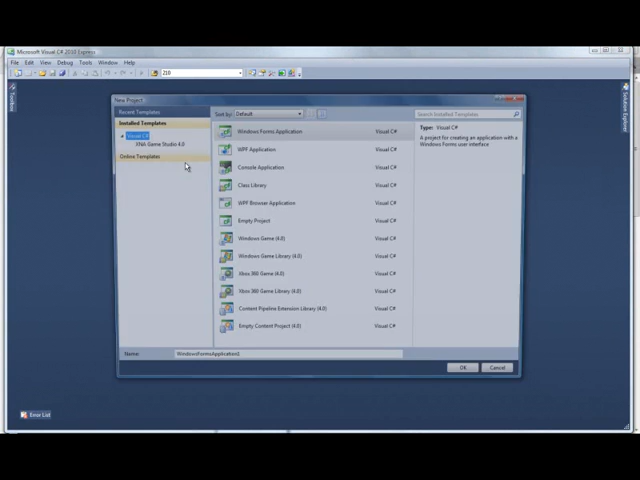 Microsoft Visual C# 2010 Express
File Edit View Debug Tools Window Help
210
Toolbox
Solution Explorer
New Project
Recent Templates
Installed Templates
Visual C#
XNA Game Studio 4.0
Online Templates
Sort by: Default
Search Installed Templates
Windows Forms Application Visual C#
WPF Application Visual C#
Console Application Visual C#
Class Library Visual C#
WPF Browser Application Visual C#
Empty Project Visual C#
Windows Game (4.0) Visual C#
Windows Game Library (4.0) Visual C#
Xbox 360 Game (4.0) Visual C#
Xbox 360 Game Library (4.0) Visual C#
Content Pipeline Extension Library (4.0) Visual C#
Empty Content Project (4.0) Visual C#
Type: Visual C#
A project for creating an application with a
Windows Forms user interface
Name: WindowsFormsApplication1
OK Cancel
Error List